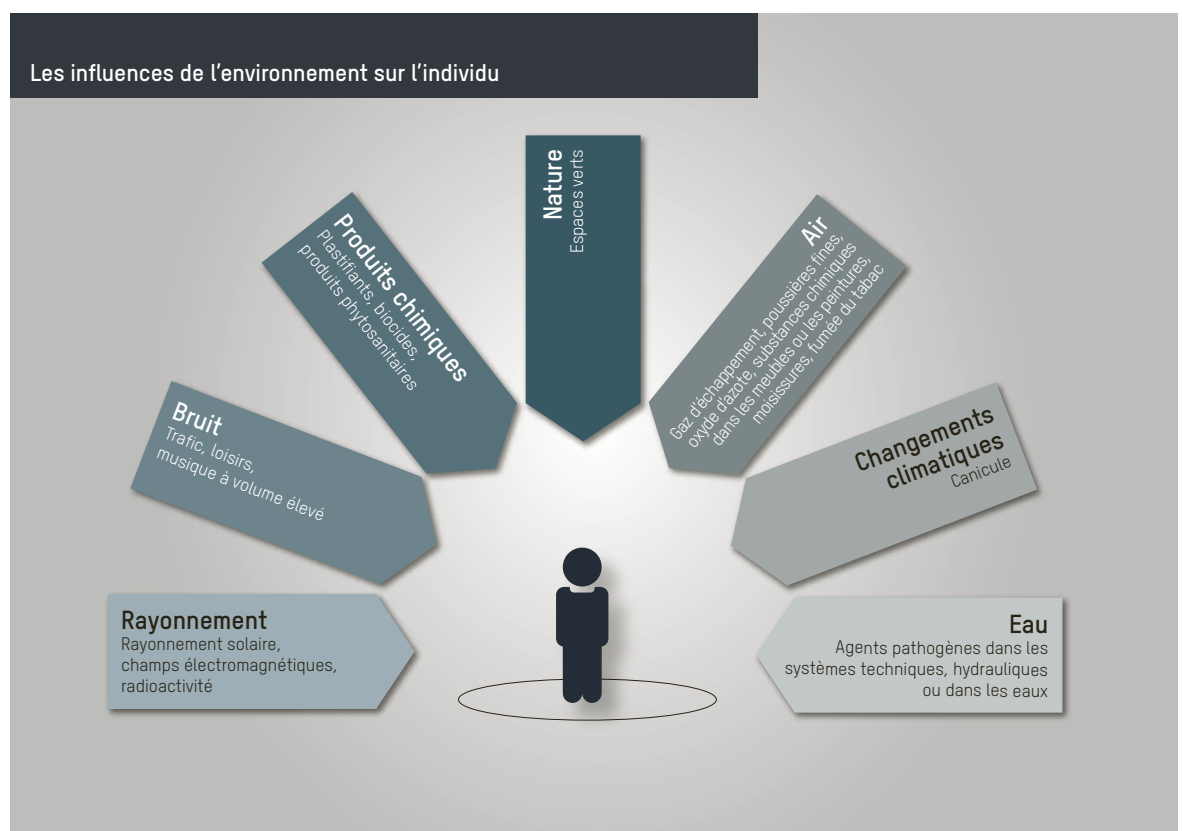 Les influences de l'environnement sur l'individu
Nature
Espaces verts
Produits chimiques
Plastifiants, biocides,
produits phytosanitaires
Air
Gaz d'échappement, poussières fines,
oxyde d'azote, substances chimiques
dans les meubles ou les peintures,
moisissures, fumée du tabac
Bruit
Trafic, loisirs,
musique à volume élevé
Changements
climatiques
Canicule
Rayonnement
Rayonnement solaire,
champs électromagnétiques,
radioactivité
Eau
Agents pathogènes dans les
systèmes techniques, hydrauliques
ou dans les eaux